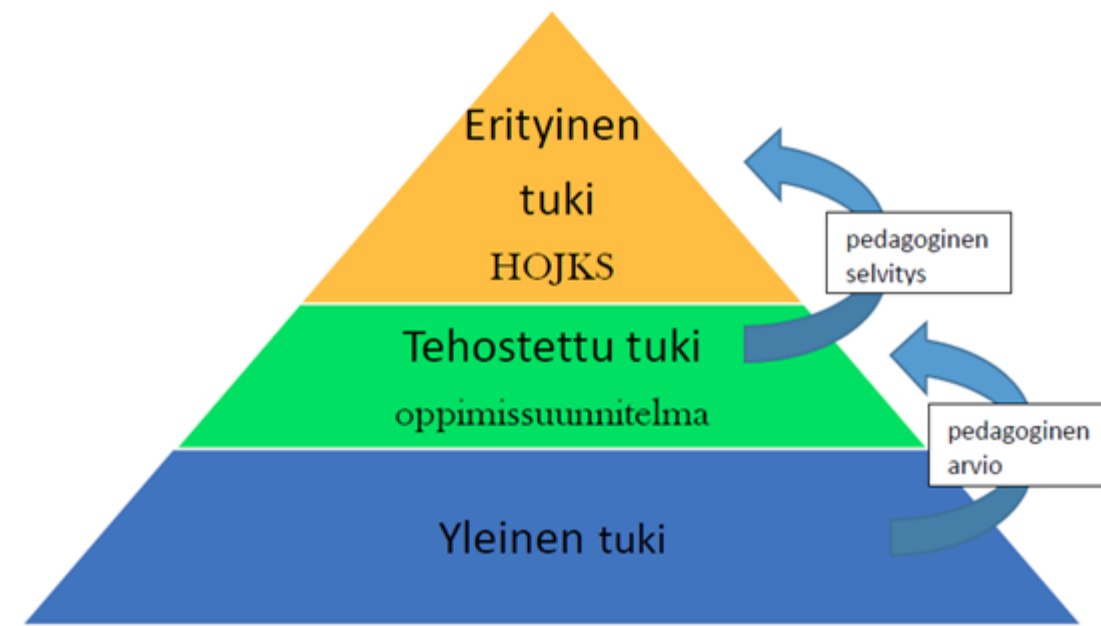 Erityinen
tuki
HOJKS
pedagoginen
selvitys
Tehostettu tuki
oppimissuunnitelma
pedagoginen
arvio
Yleinen tuki